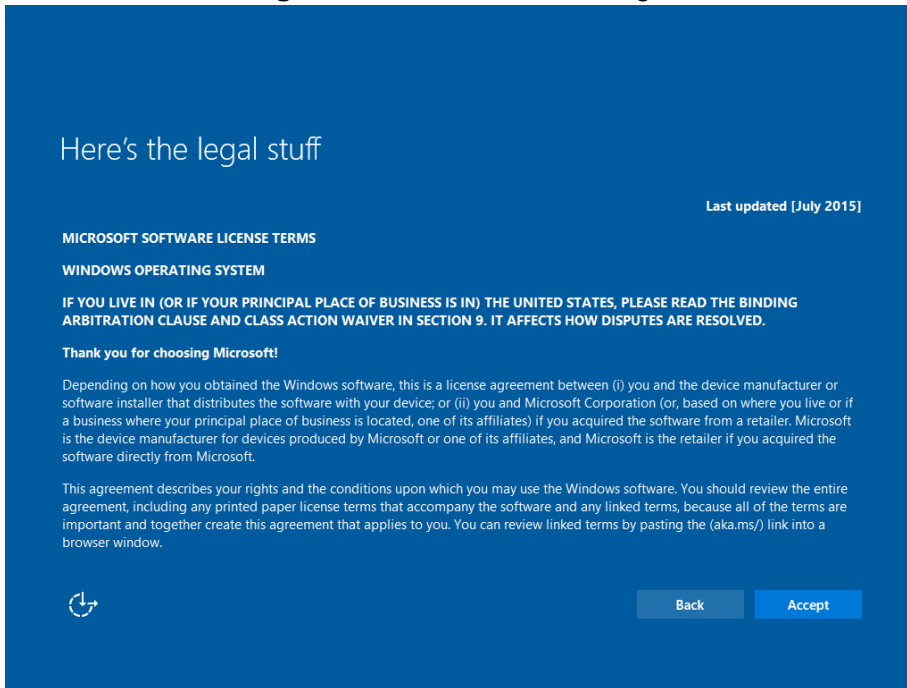 Here's the legal stuff
Last updated [July 2015]
MICROSOFT SOFTWARE LICENSE TERMS
WINDOWS OPERATING SYSTEM
IF YOU LIVE IN (OR IF YOUR PRINCIPAL PLACE OF BUSINESS IS IN) THE UNITED STATES, PLEASE READ THE BINDING
ARBITRATION CLAUSE AND CLASS ACTION WAIVER IN SECTION 9. IT AFFECTS HOW DISPUTES ARE RESOLVED.
Thank you for choosing Microsoft!
Depending on how you obtained the Windows software, this is a license agreement between (i) you and the device manufacturer or
software installer that distributes the software with your device; or (ii) you and Microsoft Corporation (or, based on where you live or if
a business where your principal place of business is located, one of its affiliates) if you acquired the software from a retailer. Microsoft
is the device manufacturer for devices produced by Microsoft or one of its affiliates, and Microsoft is the retailer if you acquired the
software directly from Microsoft.
This agreement describes your rights and the conditions upon which you may use the Windows software. You should review the entire
agreement, including any printed paper license terms that accompany the software and any linked terms, because all of the terms are
important and together create this agreement that applies to you. You can review linked terms by pasting the (aka.ms/) link into a
browser window.
Back
Accept